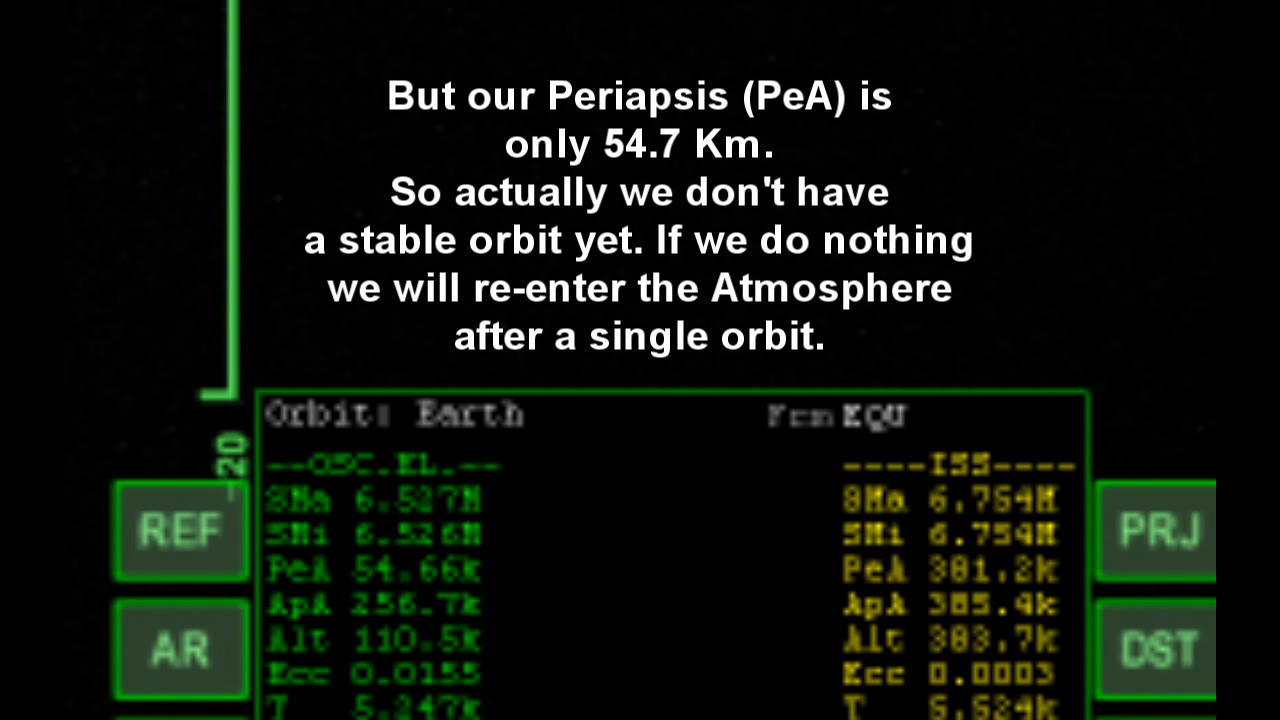 But our Periapsis (PeA) is
only 54.7 Km.
So actually we don't have
a stable orbit yet. If we do nothing
we will re-enter the Atmosphere
after a single orbit.
Orbit: Earth Frm EQU
-20
--OSC.EL.-- ----ISS----
SMa 6.527M SMa 6.754M
REF SMi 6.526M SMi 6.754M PRJ
PeA 54.66k PeA 381.2k
ApA 256.7k ApA 385.4k
AR Alt 110.5k Alt 383.7k DST
Ecc 0.0155 Ecc 0.0003
T 5.247k T 5.524k